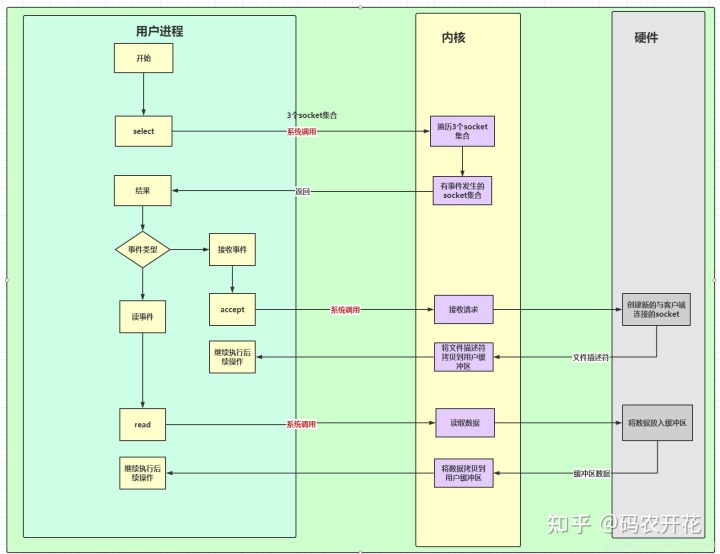 用户进程
内核
硬件
开始
3个socket集合
select
系统调用
遍历3个socket
集合
结果
返回
有事件发生的
socket集合
事件类型
接收事件
读事件
accept
系统调用
接收请求
创建新的与客户端
连接的socket
继续执行后
续操作
将文件描述符
拷贝到用户缓
冲区
文件描述符
read
系统调用
读取数据
将数据放入缓冲区
继续执行后
续操作
将数据拷贝到
用户缓冲区
缓冲区数据
知乎 @码农开花